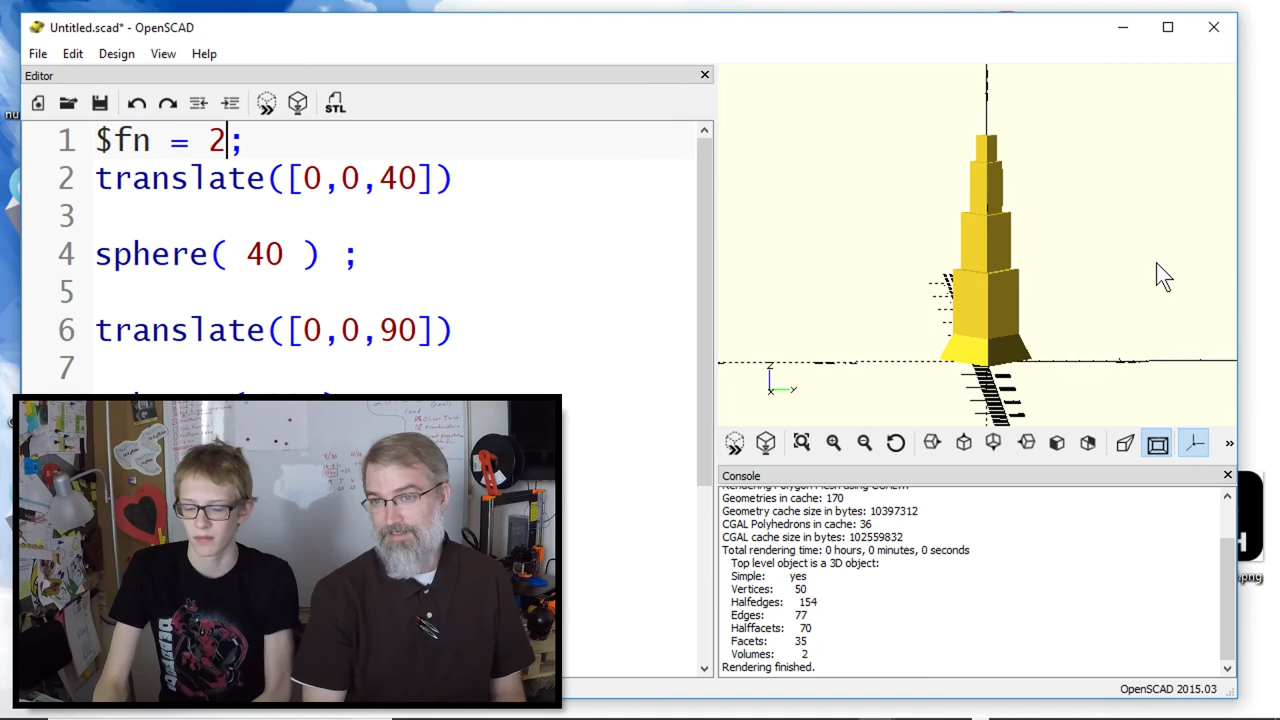 Untitled.scad* - OpenSCAD
File Edit Design View Help
Editor
STL
1 $fn = 2;
2 translate([0,0,40])
3
4 sphere( 40 ) ;
5
6 translate([0,0,90])
7
Z
Y
X
»
Console
Geometries in cache: 170
Geometry cache size in bytes: 10397312
CGAL Polyhedrons in cache: 36
CGAL cache size in bytes: 102559832
Total rendering time: 0 hours, 0 minutes, 0 seconds
Top level object is a 3D object:
Simple: yes
Vertices: 50
Halfedges: 154
Edges: 77
Halffacets: 70
Facets: 35
Volumes: 2
Rendering finished.
OpenSCAD 2015.03
nu
H
png